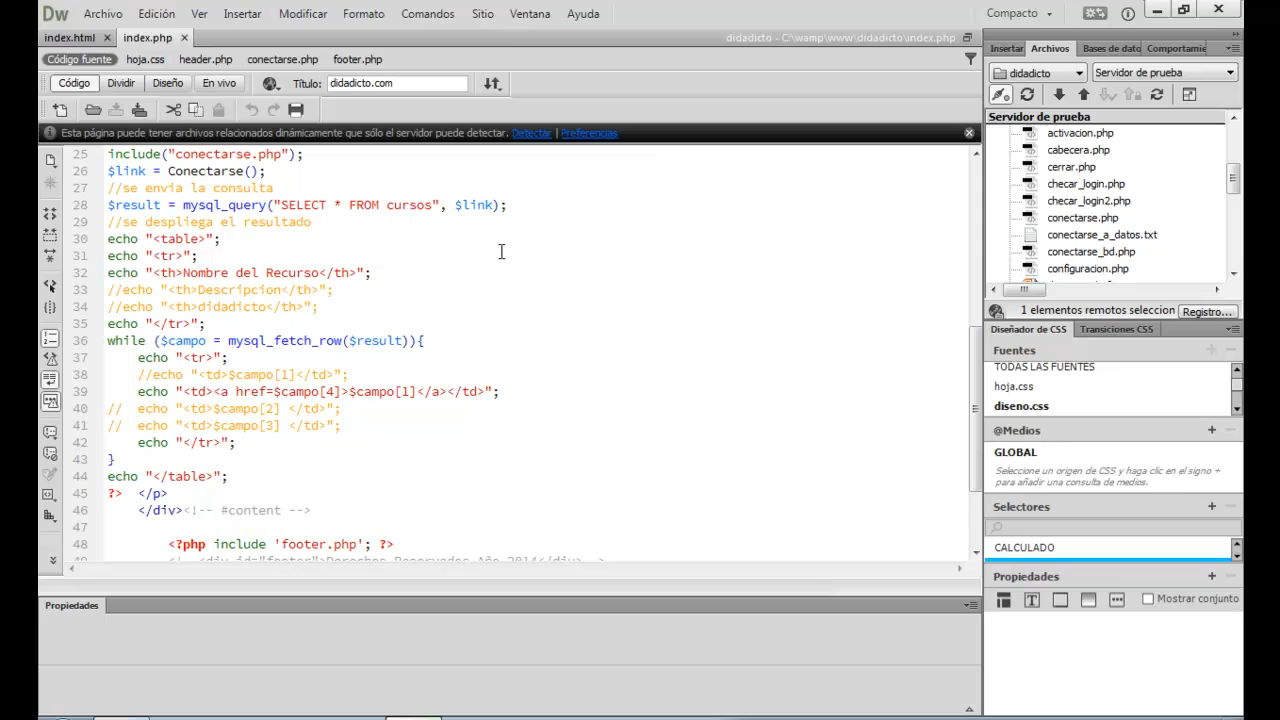 Dw Archivo Edición Ver Insertar Modificar Formato Comandos Sitio Ventana Ayuda Compacto
index.html index.php didadicto - C:\wamp\www\didadicto\index.php
Código fuente hoja.css header.php conectarse.php footer.php
Código Dividir Diseño En vivo Título: didadicto.com
Esta página puede tener archivos relacionados dinámicamente que sólo el servidor puede detectar. Detectar | Preferencias
25 include("conectarse.php");
26 $link = Conectarse();
27 //se envia la consulta
28 $result = mysql_query("SELECT * FROM cursos", $link);
29 //se despliega el resultado
30 echo "<table>";
31 echo "<tr>";
32 echo "<th>Nombre del Recurso</th>";
33 //echo "<th>Descripcion</th>";
34 //echo "<th>didadicto</th>";
35 echo "</tr>";
36 while ($campo = mysql_fetch_row($result)){
37 echo "<tr>";
38 //echo "<td>$campo[1]</td>";
39 echo "<td><a href=$campo[4]>$campo[1]</a></td>";
40 // echo "<td>$campo[2] </td>";
41 // echo "<td>$campo[3] </td>";
42 echo "</tr>";
43 }
44 echo "</table>";
45 ?> </p>
46 </div><!-- #content -->
47
48 <?php include 'footer.php'; ?>
49 <!-- <div id="footer">Derechos Reservados Año 2014</div> -->
Propiedades
Insertar Archivos Bases de dato Comportamie
didadicto Servidor de prueba
Servidor de prueba
activacion.php
cabecera.php
cerrar.php
checar_login.php
checar_login2.php
conectarse.php
conectarse_a_datos.txt
conectarse_bd.php
configuracion.php
1 elementos remotos seleccion Registro...
Diseñador de CSS Transiciones CSS
Fuentes
TODAS LAS FUENTES
hoja.css
diseno.css
@Medios
GLOBAL
Seleccione un origen de CSS y haga clic en el signo +
para añadir una consulta de medios.
Selectores
CALCULADO
Propiedades
Mostrar conjunto